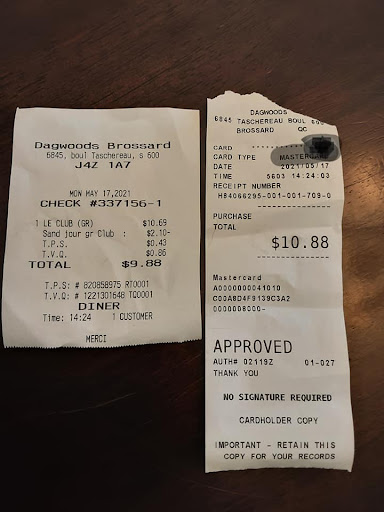 Dagwoods Brossard
6845, boul Taschereau, s 600
J4Z 1A7
MON MAY 17,2021
CHECK #337156-1
1 LE CLUB (GR) $10.69
Sand jour gr Club : $2.10-
T.P.S. $0.43
T.V.Q. $0.86
TOTAL $9.88
T.P.S: # 820858975 RT0001
T.V.Q: # 1221301648 TQ0001
DINER
Time: 14:24 1 CUSTOMER
MERCI
DAGWOODS
6845 TASCHEREAU BOUL 600
BROSSARD QC
CARD
CARD TYPE MASTERCARD
DATE 2021/05/17
TIME 5603 14:24:03
RECEIPT NUMBER
H84066295-001-001-709-0
PURCHASE
TOTAL
$10.88
Mastercard
A0000000041010
C00A8D4F9139C3A2
0000008000-
APPROVED
AUTH# 02119Z 01-027
THANK YOU
NO SIGNATURE REQUIRED
CARDHOLDER COPY
IMPORTANT - RETAIN THIS
COPY FOR YOUR RECORDS